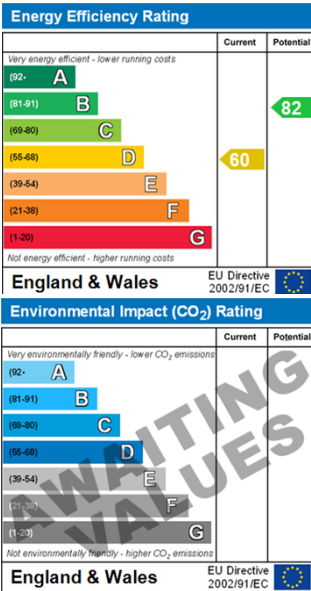 Energy Efficiency Rating
Current Potential
Very energy efficient - lower running costs
(92- A
(81-91) B
82
(69-80) C
(55-68) D
60
(39-54) E
(21-38) F
(1-20) G
Not energy efficient - higher running costs
England & Wales
EU Directive
2002/91/EC
Environmental Impact (CO2) Rating
Current Potential
Very environmentally friendly - lower CO2 emissions
(92- A
(81-91) B
(69-80) C
(55-68) D
(39-54) E
(21-38) F
(1-20) G
AWAITING
VALUES
Not environmentally friendly - higher CO2 emissions
England & Wales
EU Directive
2002/91/EC